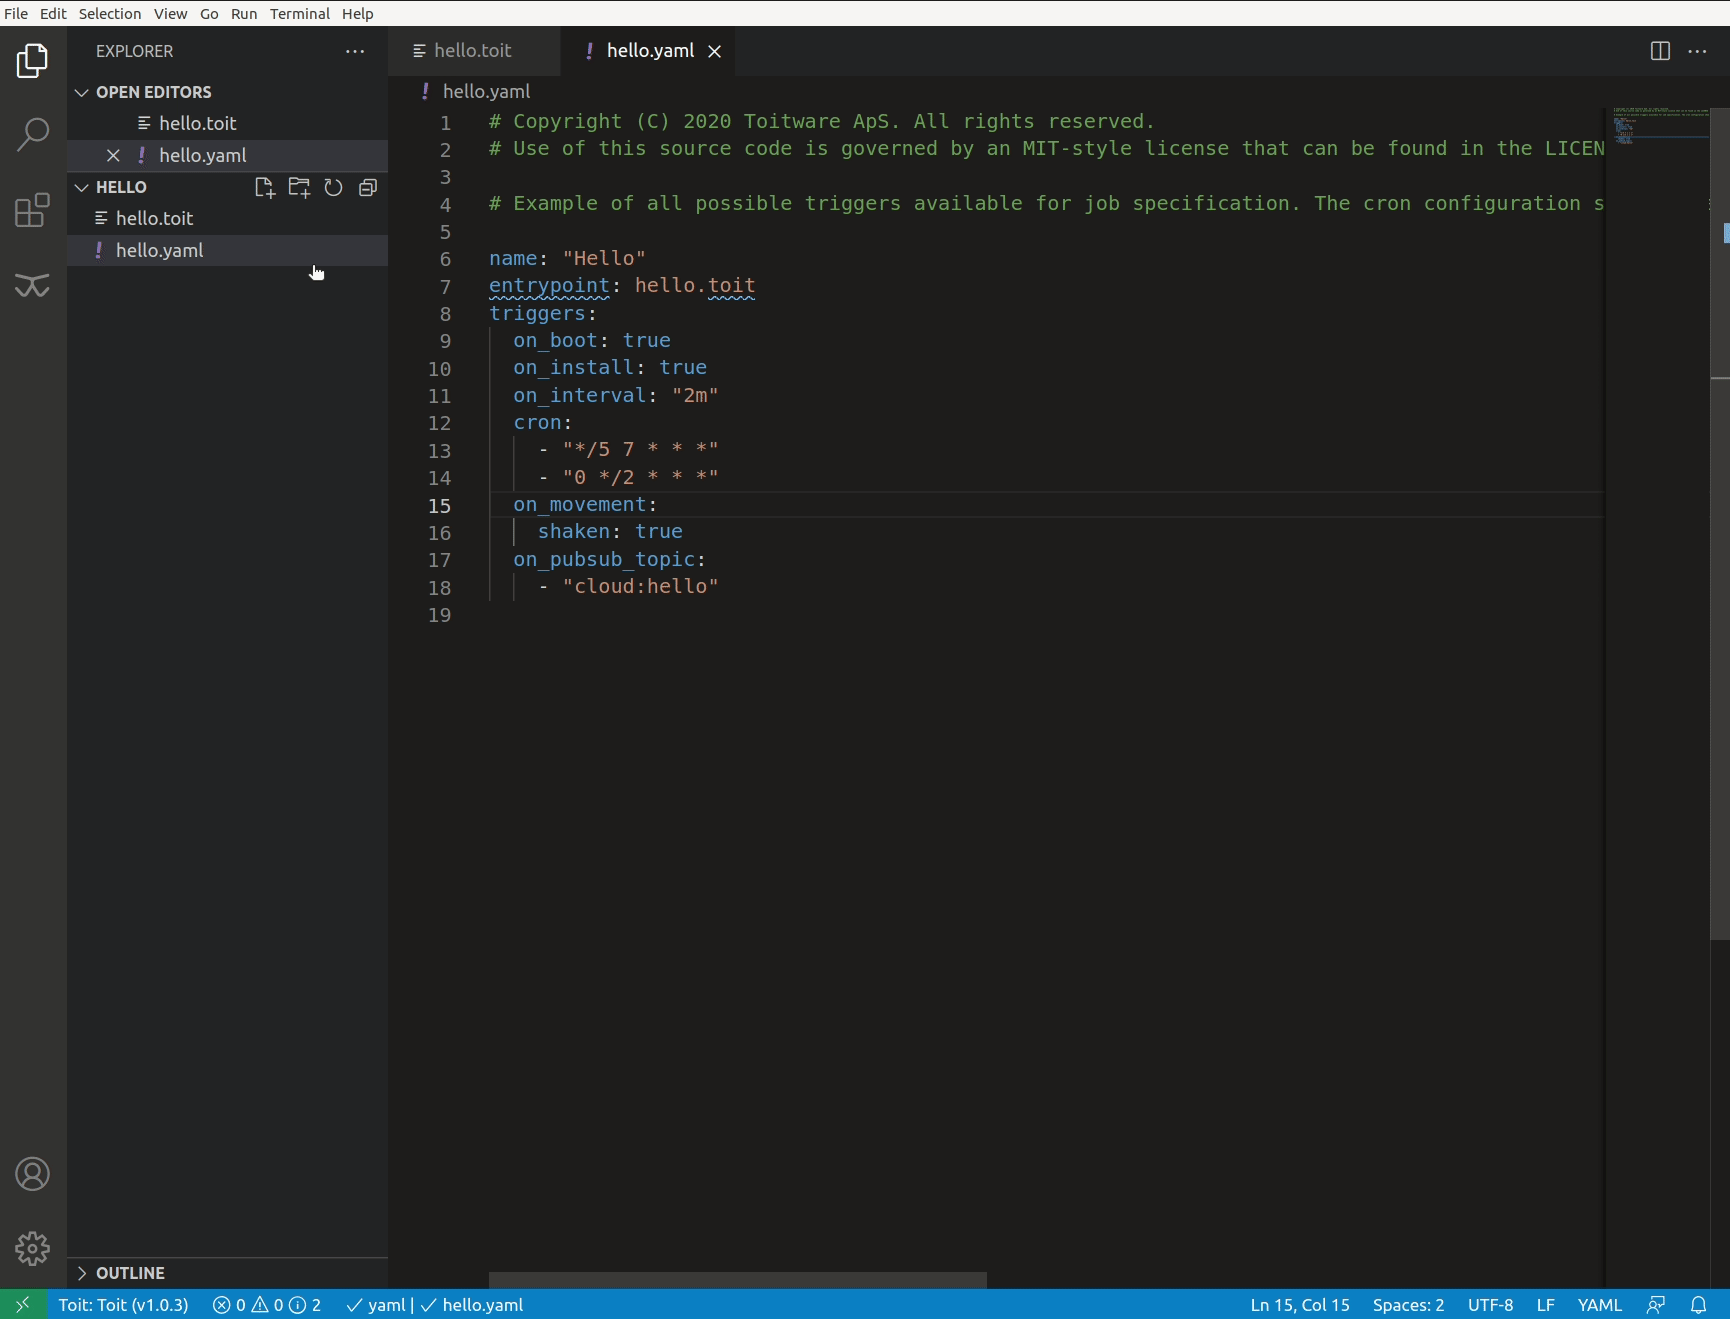 File Edit Selection View Go Run Terminal Help
EXPLORER
OPEN EDITORS
hello.toit
hello.yaml
HELLO
hello.toit
hello.yaml
OUTLINE
hello.toit
hello.yaml
hello.yaml
1 # Copyright (C) 2020 Toitware ApS. All rights reserved.
2 # Use of this source code is governed by an MIT-style license that can be found in the LICEN
3
4 # Example of all possible triggers available for job specification. The cron configuration s
5
6 name: "Hello"
7 entrypoint: hello.toit
8 triggers:
9   on_boot: true
10   on_install: true
11   on_interval: "2m"
12   cron:
13     - "*/5 7 * * *"
14     - "0 */2 * * *"
15   on_movement:
16     shaken: true
17   on_pubsub_topic:
18     - "cloud:hello"
19
Toit: Toit (v1.0.3) 0 0 2 yaml | hello.yaml Ln 15, Col 15 Spaces: 2 UTF-8 LF YAML